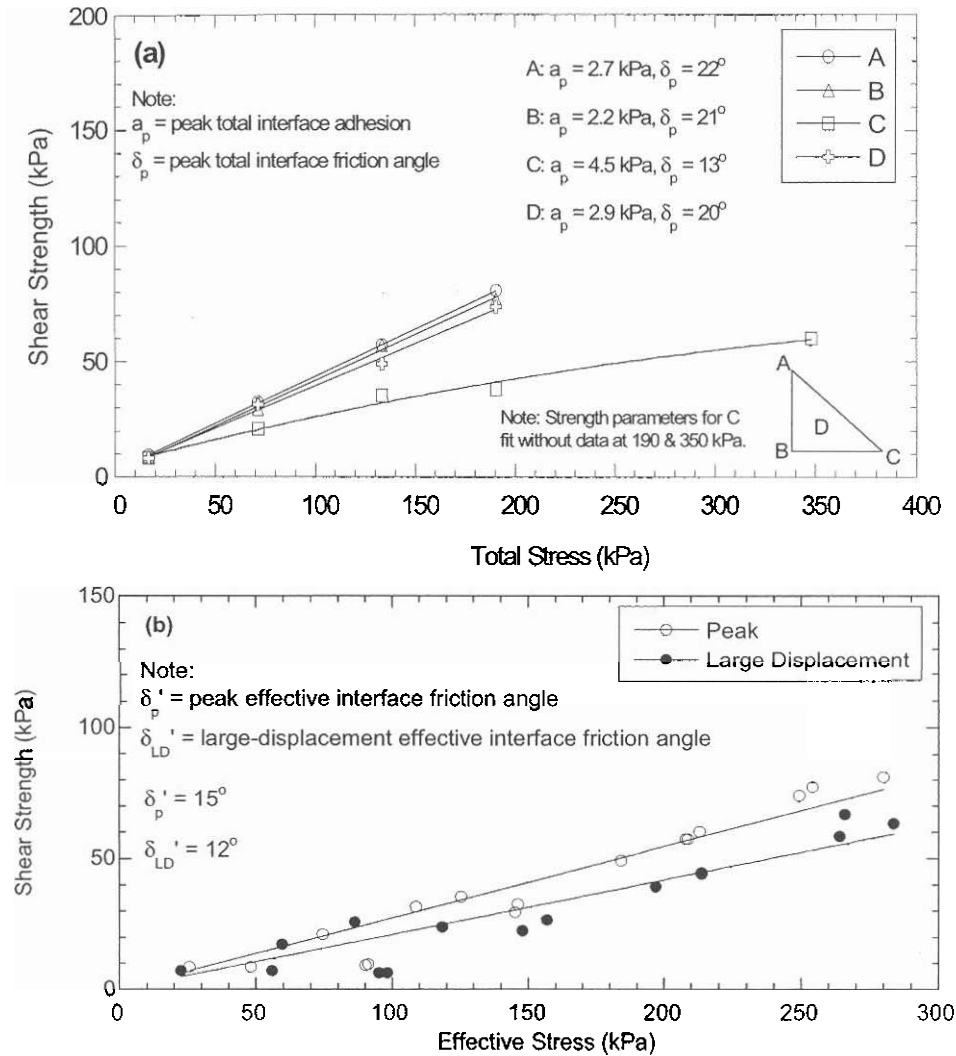 (a)
Note:
a_p = peak total interface adhesion
δ_p = peak total interface friction angle
A: a_p = 2.7 kPa, δ_p = 22°
B: a_p = 2.2 kPa, δ_p = 21°
C: a_p = 4.5 kPa, δ_p = 13°
D: a_p = 2.9 kPa, δ_p = 20°
A
B
C
D
Note: Strength parameters for C
fit without data at 190 & 350 kPa.
A
D
B
C
200
150
100
50
0
Shear Strength (kPa)
0 50 100 150 200 250 300 350 400
Total Stress (kPa)
(b)
Note:
δ_p' = peak effective interface friction angle
δ_LD' = large-displacement effective interface friction angle
δ_p' = 15°
δ_LD' = 12°
Peak
Large Displacement
150
100
50
0
Shear Strength (kPa)
0 50 100 150 200 250 300
Effective Stress (kPa)